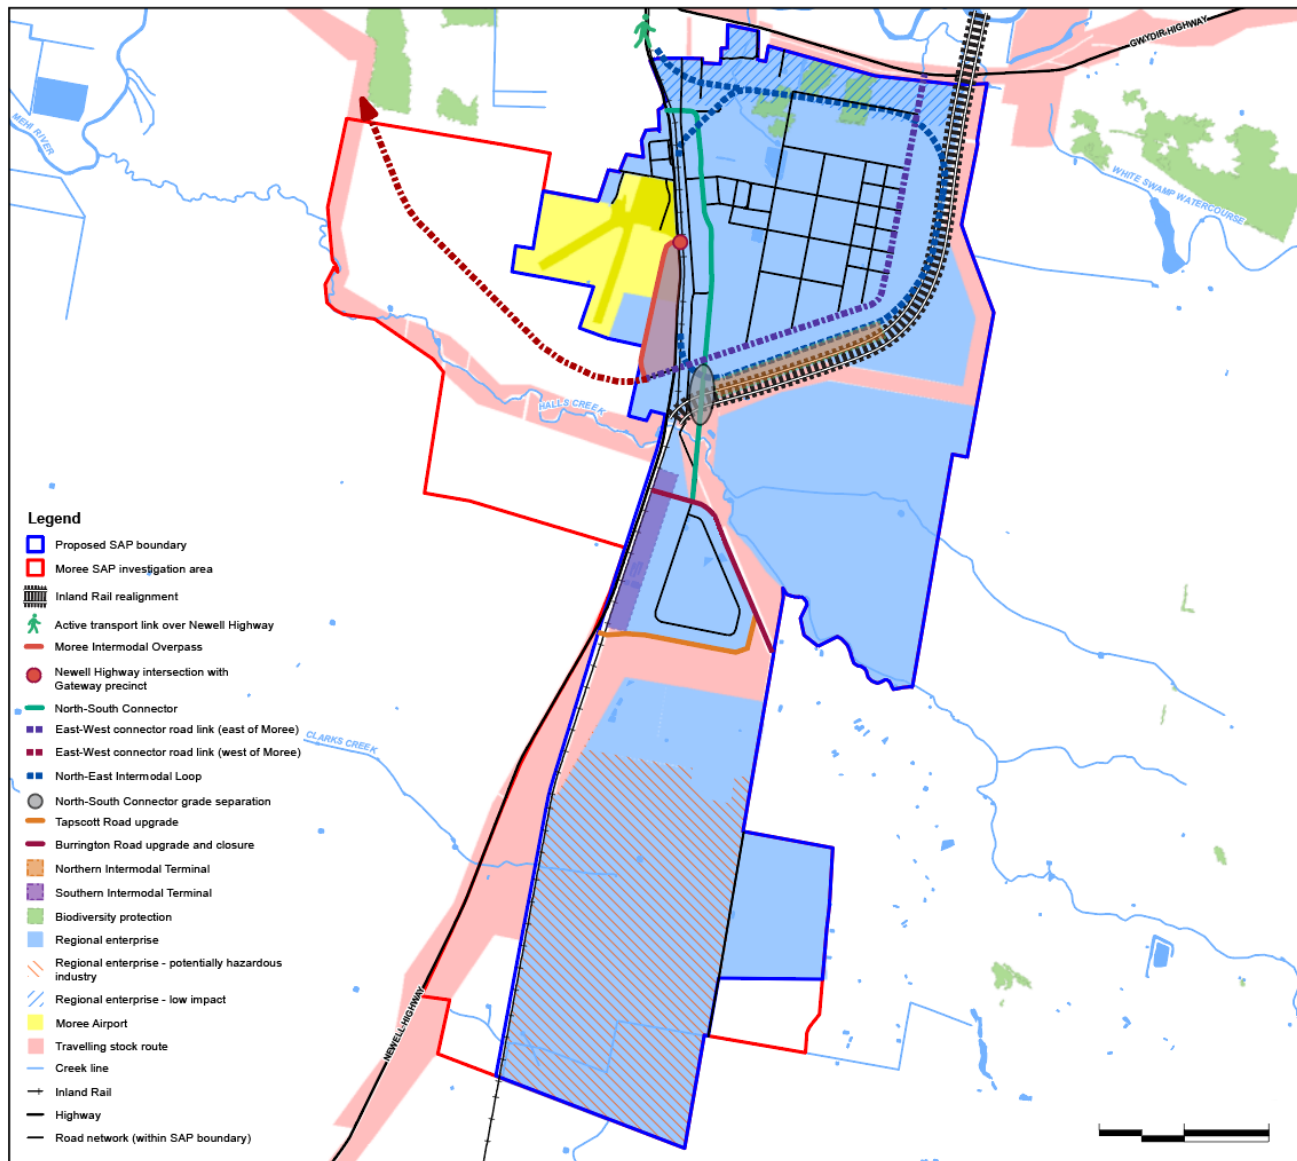 GWYDIR HIGHWAY
MEHI RIVER
WHITE SWAMP WATERCOURSE
HALLS CREEK
Legend
Proposed SAP boundary
Moree SAP investigation area
Inland Rail realignment
Active transport link over Newell Highway
Moree Intermodal Overpass
Newell Highway intersection with
Gateway precinct
North-South Connector
East-West connector road link (east of Moree)
East-West connector road link (west of Moree)
North-East Intermodal Loop
North-South Connector grade separation
Tapscott Road upgrade
Burrington Road upgrade and closure
Northern Intermodal Terminal
Southern Intermodal Terminal
Biodiversity protection
Regional enterprise
Regional enterprise - potentially hazardous
industry
Regional enterprise - low impact
Moree Airport
Travelling stock route
Creek line
Inland Rail
Highway
Road network (within SAP boundary)
CLARKS CREEK
NEWELL HIGHWAY